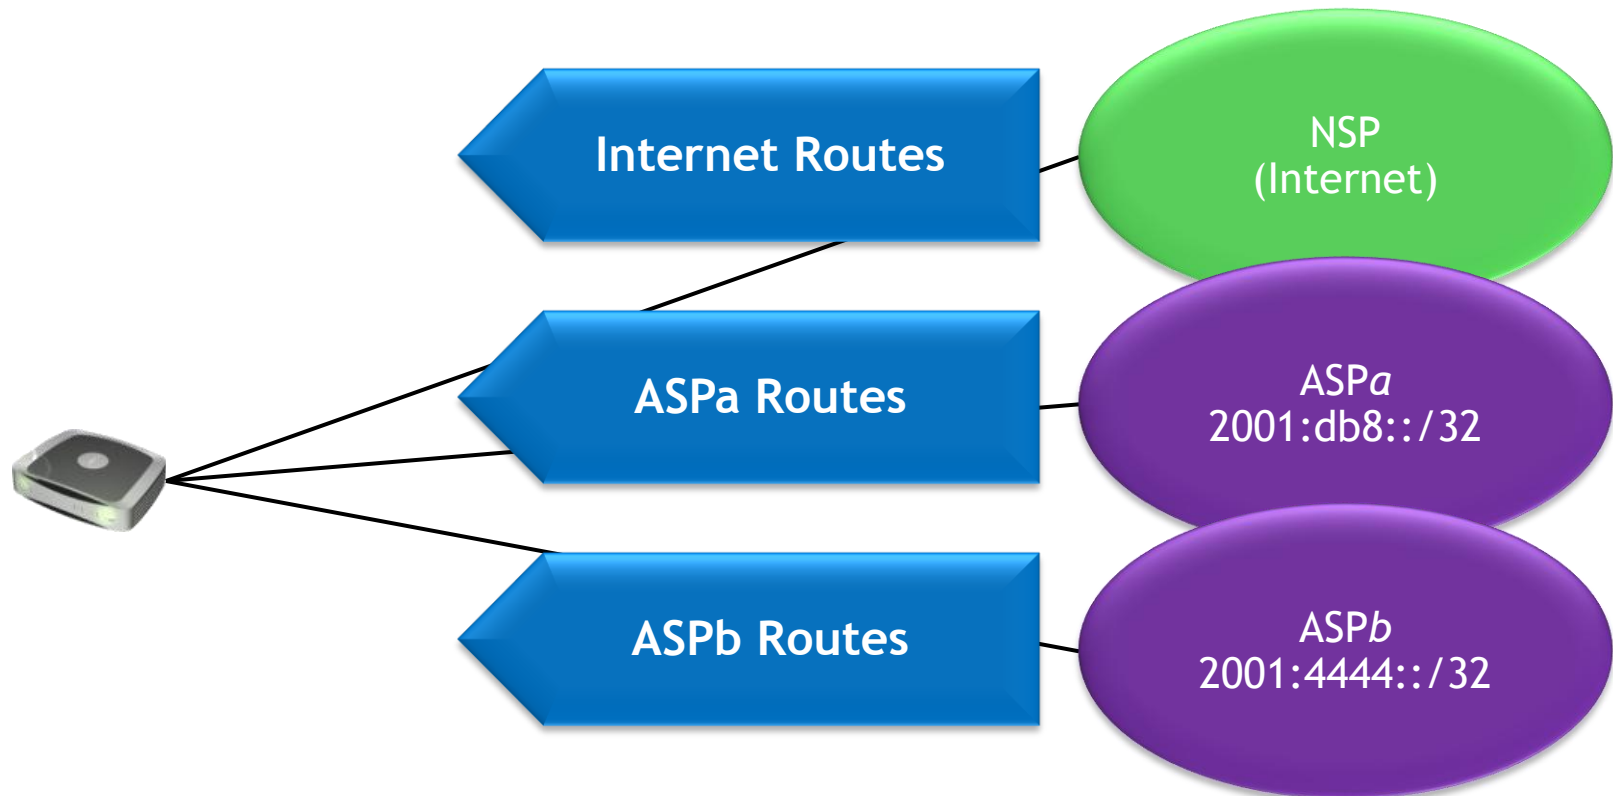 Internet Routes
NSP
(Internet)
ASPa Routes
ASPa
2001:db8::/32
ASPb Routes
ASPb
2001:4444::/32